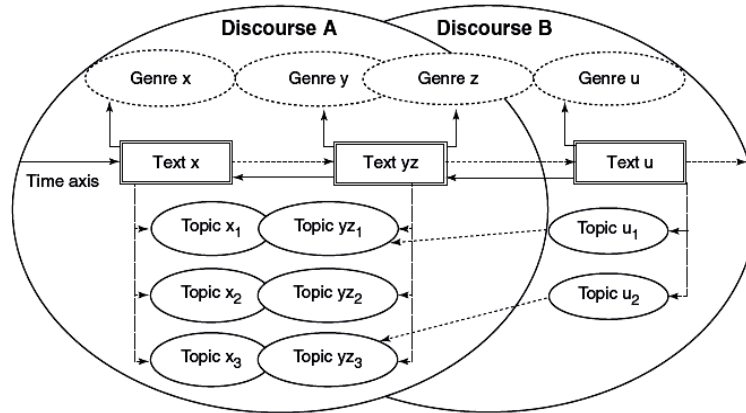 Discourse A Discourse B
Genre x Genre y Genre z Genre u
Text x Text yz Text u
Time axis
Topic x1 Topic yz1 Topic u1
Topic x2 Topic yz2 Topic u2
Topic x3 Topic yz3